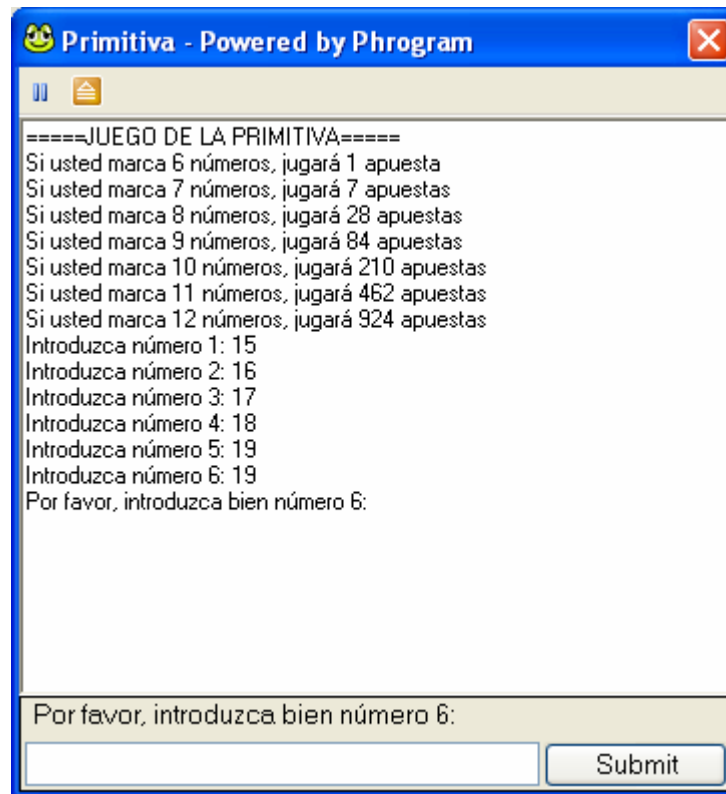 Primitiva - Powered by Phrogram
=====JUEGO DE LA PRIMITIVA=====
Si usted marca 6 números, jugará 1 apuesta
Si usted marca 7 números, jugará 7 apuestas
Si usted marca 8 números, jugará 28 apuestas
Si usted marca 9 números, jugará 84 apuestas
Si usted marca 10 números, jugará 210 apuestas
Si usted marca 11 números, jugará 462 apuestas
Si usted marca 12 números, jugará 924 apuestas
Introduzca número 1: 15
Introduzca número 2: 16
Introduzca número 3: 17
Introduzca número 4: 18
Introduzca número 5: 19
Introduzca número 6: 19
Por favor, introduzca bien número 6:
Por favor, introduzca bien número 6:
Submit